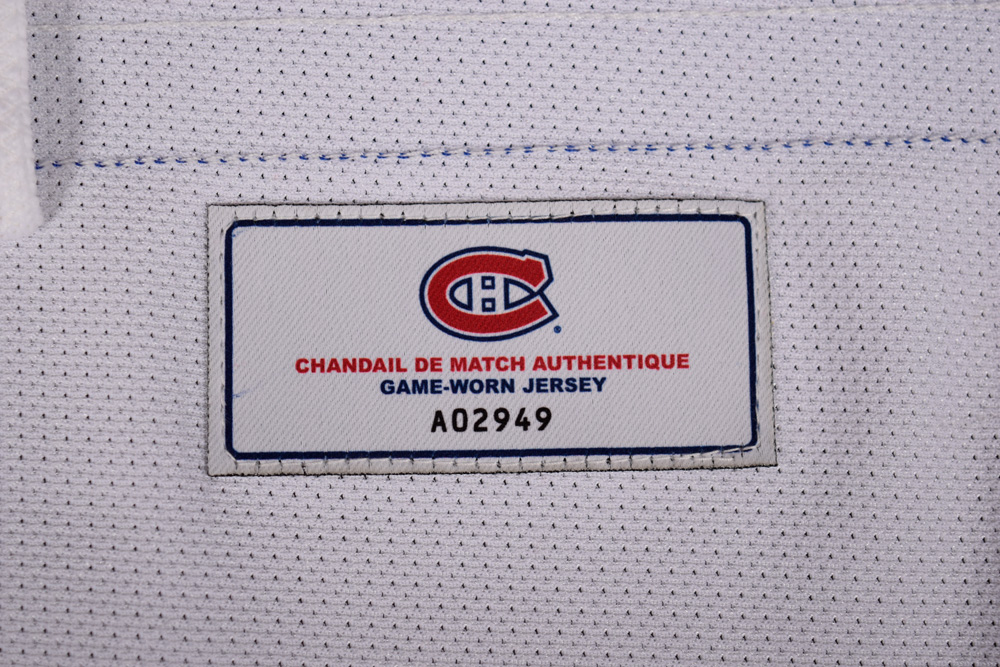 CHANDAIL DE MATCH AUTHENTIQUE
GAME-WORN JERSEY
A02949